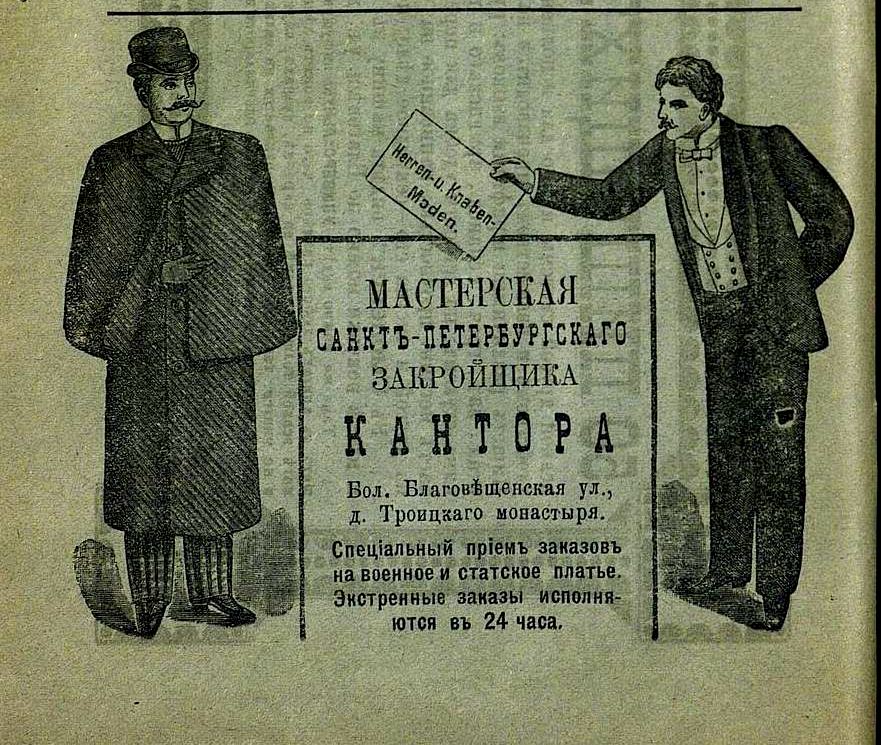 Herren- u. Knaben-
Moden.
МАСТЕРСКАЯ
САНКТЪ-ПЕТЕРБУРГСКАГО
ЗАКРОЙЩИКА
КАНТОРА
Бол. Благовѣщенская ул.,
д. Троицкаго монастыря.
Спеціальный пріемъ заказовъ
на военное и статское платье.
Экстренные заказы исполня-
ются въ 24 часа.